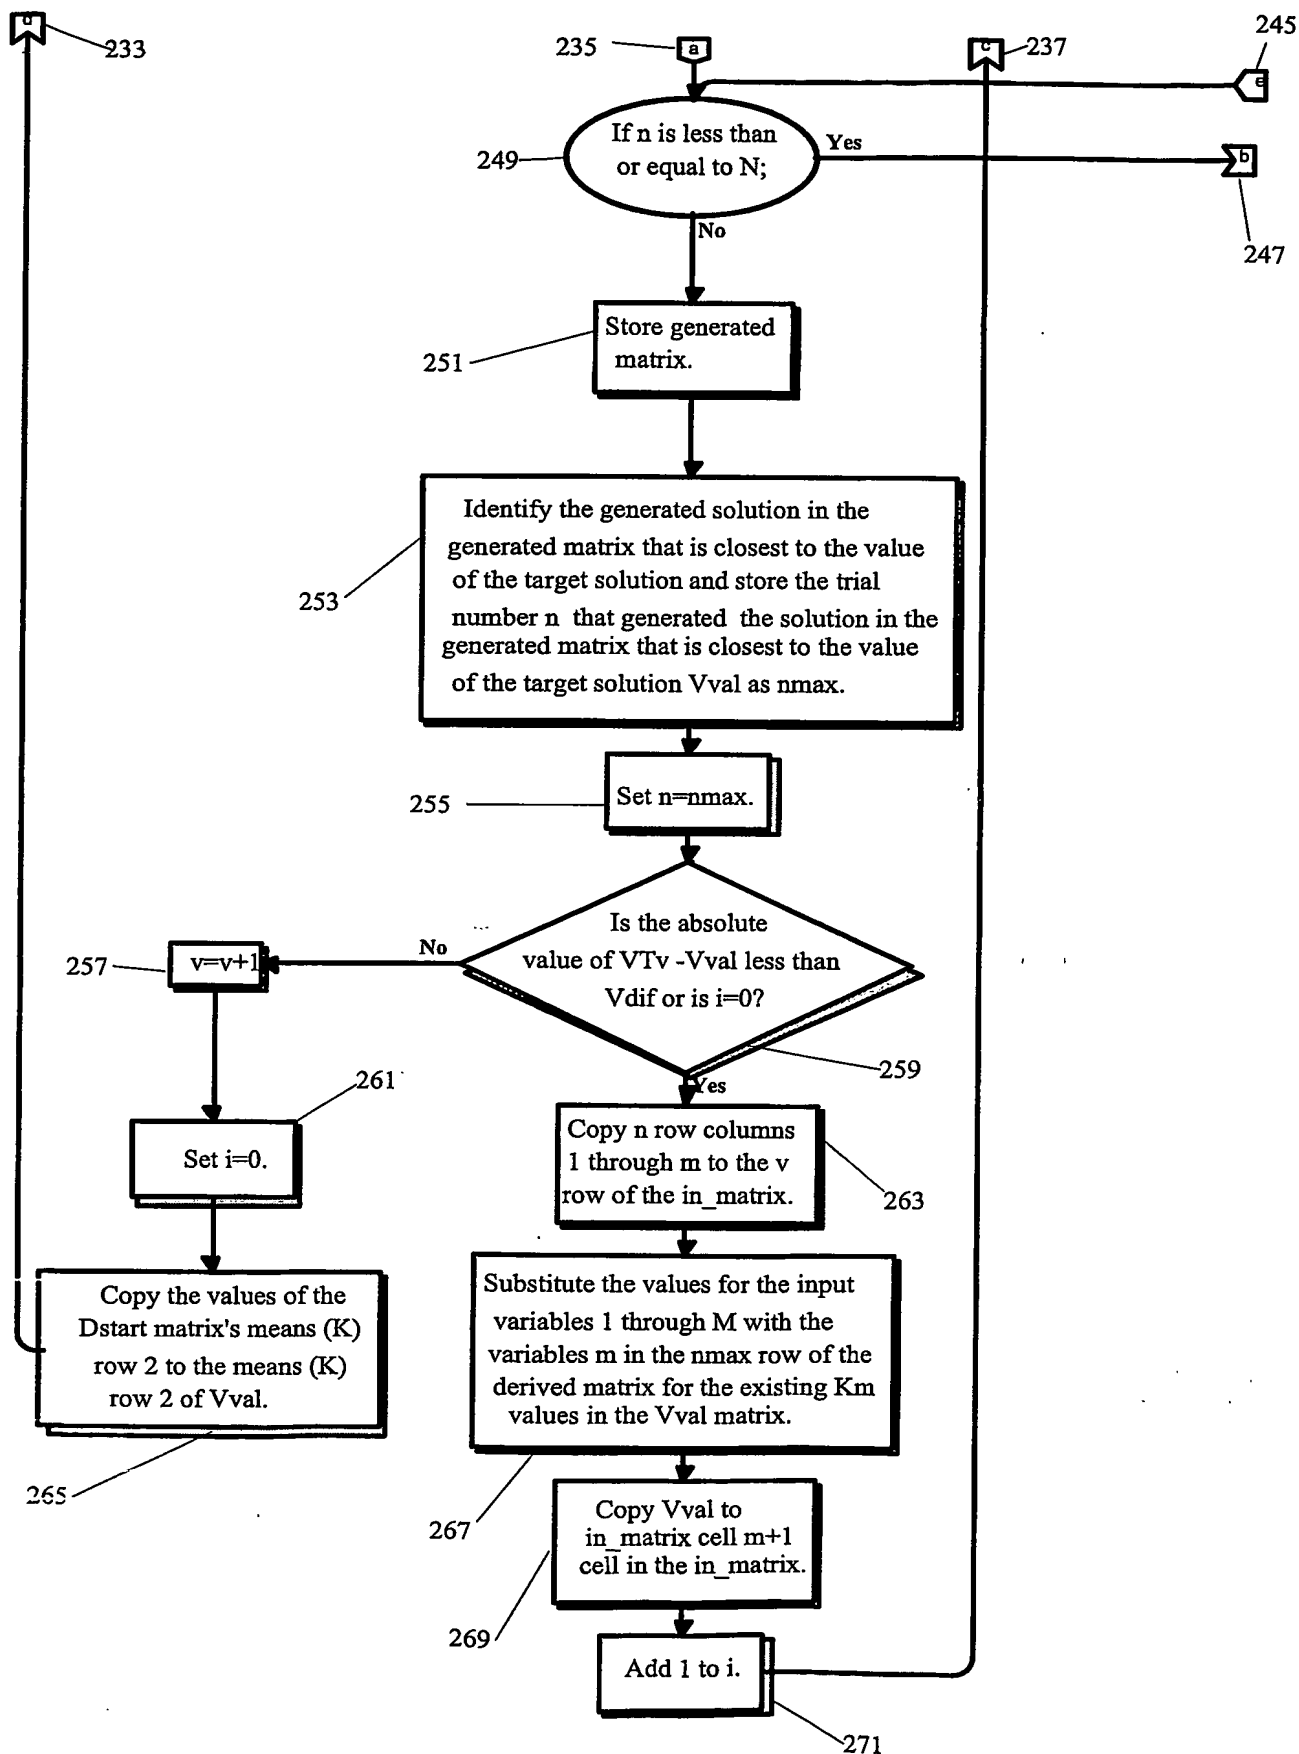 d
233
235
a
c
237
245
e
249
If n is less than
or equal to N;
Yes
b
247
No
251
Store generated
matrix.
253
Identify the generated solution in the
generated matrix that is closest to the value
of the target solution and store the trial
number n that generated the solution in the
generated matrix that is closest to the value
of the target solution Vval as nmax.
255
Set n=nmax.
Is the absolute
value of VTv -Vval less than
Vdif or is i=0?
259
No
257
v=v+1
261
Set i=0.
Copy the values of the
Dstart matrix's means (K)
row 2 to the means (K)
row 2 of Vval.
265
Yes
Copy n row columns
1 through m to the v
row of the in_matrix.
263
Substitute the values for the input
variables 1 through M with the
variables m in the nmax row of the
derived matrix for the existing Km
values in the Vval matrix.
267
Copy Vval to
in_matrix cell m+1
cell in the in_matrix.
269
Add 1 to i.
271